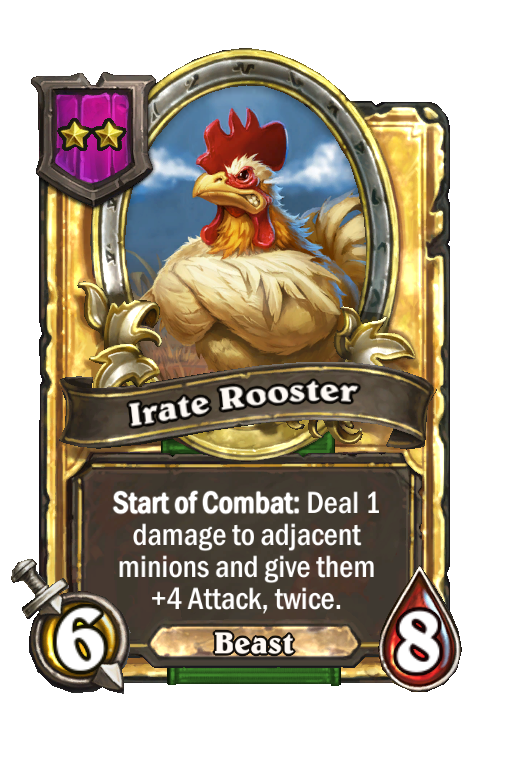 Irate Rooster
Start of Combat: Deal 1
damage to adjacent
minions and give them
+4 Attack, twice.
6
Beast
8